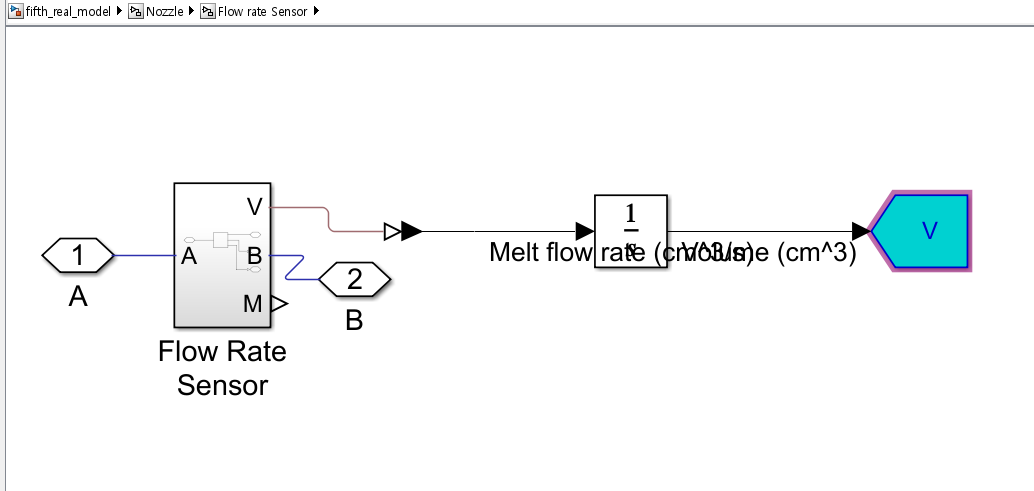 fifth_real_model Nozzle Flow rate Sensor
V
1
A B
2
M
A
B
Flow Rate
Sensor
1
s
Melt flow rate (cm^3/s)
Volume (cm^3)
V